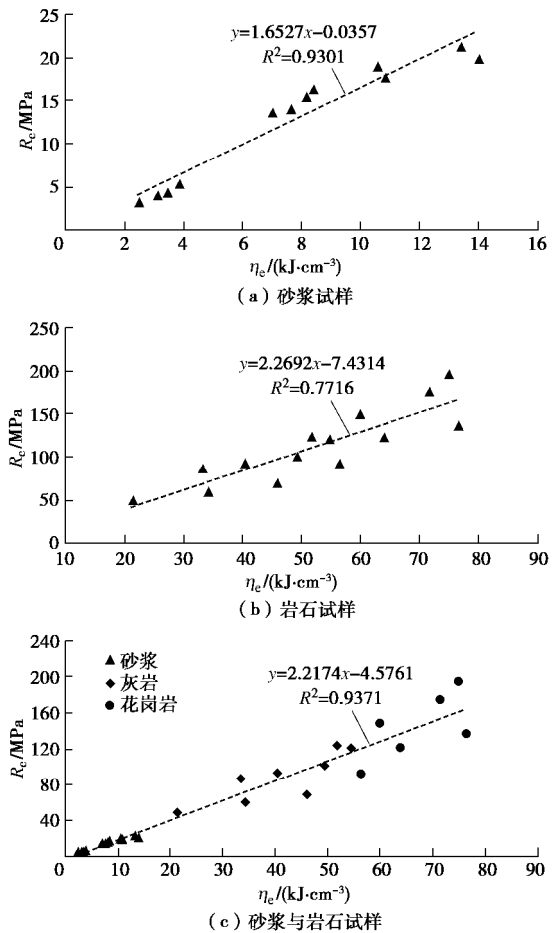 25
20
15
10
5
0
y=1.6527x−0.0357
R²=0.9301
Rc/MPa
2 4 6 8 10 12 14 16
ηe/(kJ·cm⁻³)
（a）砂浆试样
250
200
150
100
50
0
y=2.2692x−7.4314
R²=0.7716
Rc/MPa
10 20 30 40 50 60 70 80 90
ηe/(kJ·cm⁻³)
（b）岩石试样
240
200
160
120
80
40
0
砂浆
灰岩
花岗岩
y=2.2174x−4.5761
R²=0.9371
Rc/MPa
10 20 30 40 50 60 70 80 90
ηe/(kJ·cm⁻³)
（c）砂浆与岩石试样